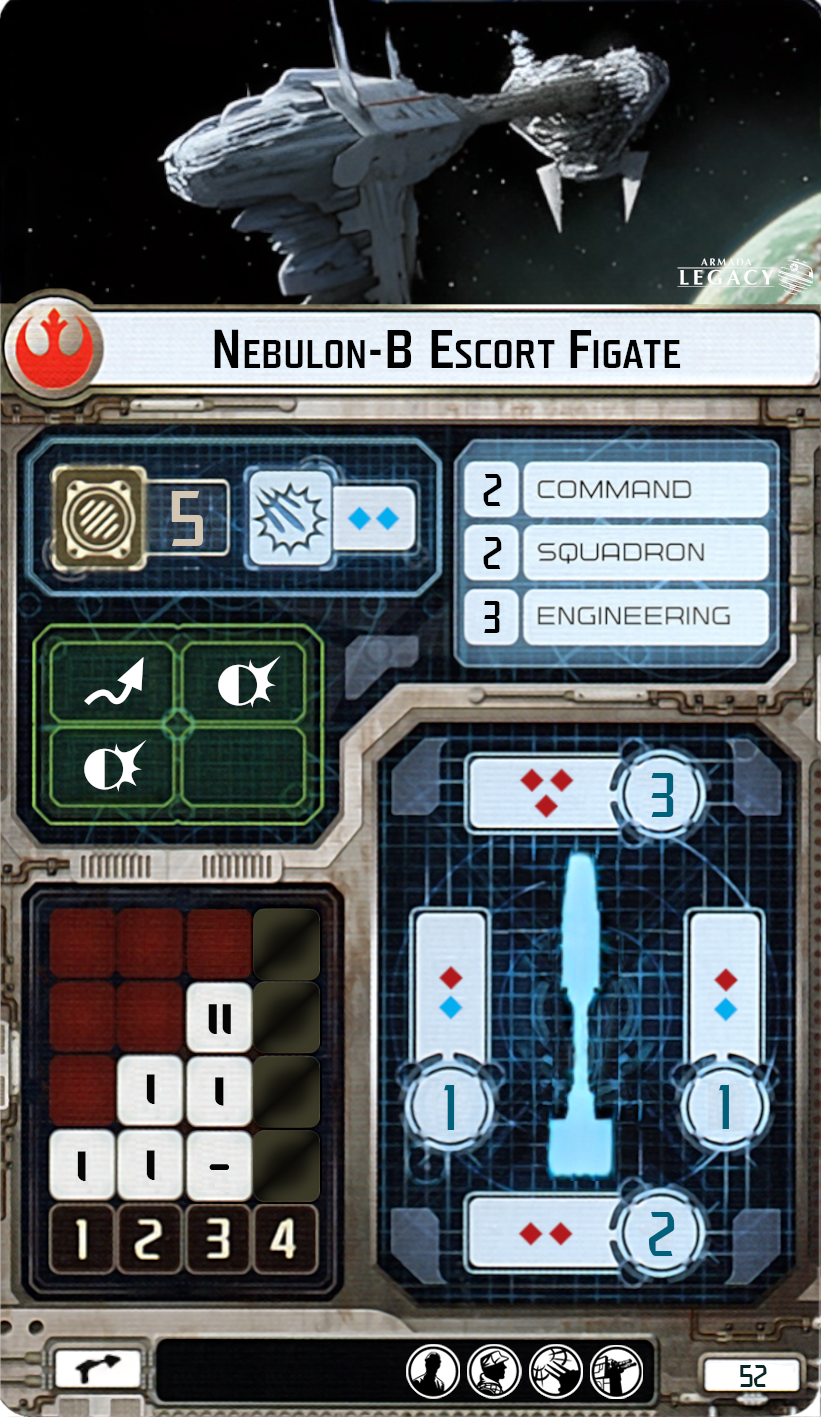 ARMADA
LEGACY
NEBULON-B ESCORT FIGATE
5
2 COMMAND
2 SQUADRON
3 ENGINEERING
3
II
I I
1 1
I I -
1 2 3 4
2
52